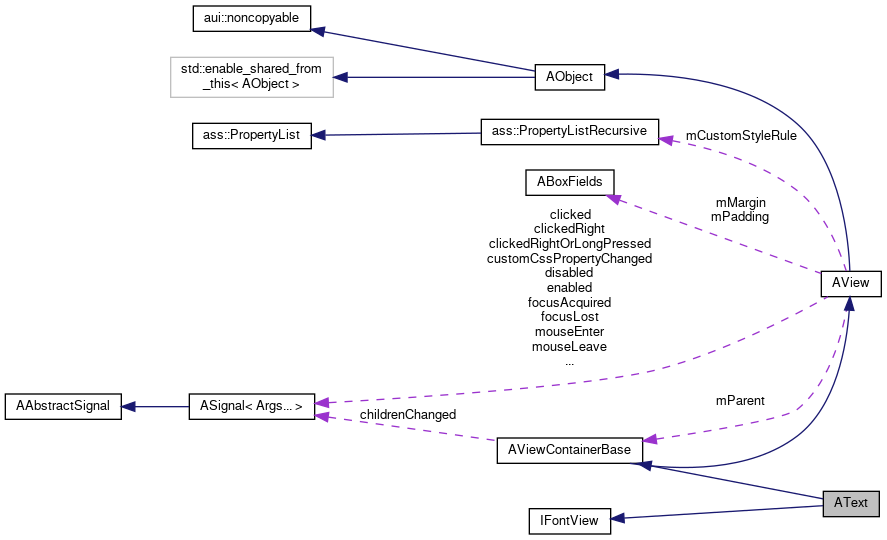 aui::noncopyable
std::enable_shared_from
_this< AObject >
AObject
ass::PropertyList
ass::PropertyListRecursive
mCustomStyleRule
ABoxFields
mMargin
mPadding
clicked
clickedRight
clickedRightOrLongPressed
customCssPropertyChanged
disabled
enabled
focusAcquired
focusLost
mouseEnter
mouseLeave
...
AView
AAbstractSignal
ASignal< Args... >
childrenChanged
mParent
AViewContainerBase
AText
IFontView